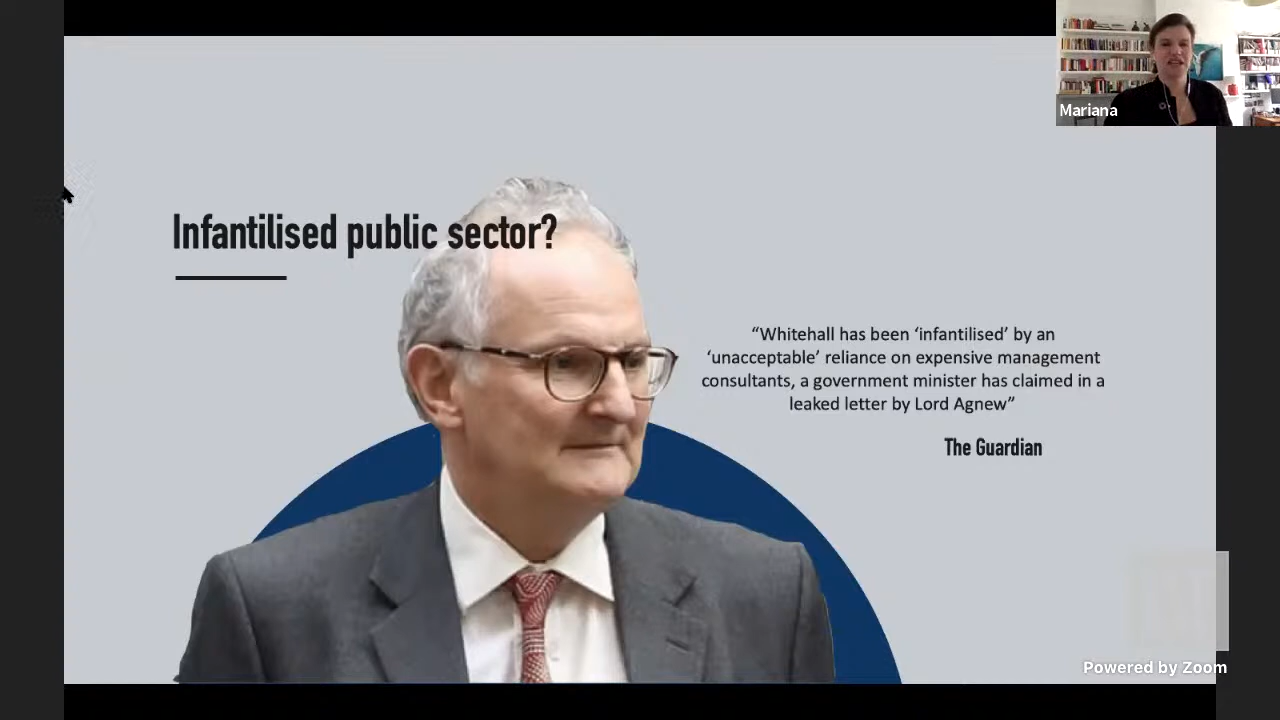 Mariana
Infantilised public sector?
“Whitehall has been ‘infantilised’ by an
‘unacceptable’ reliance on expensive management
consultants, a government minister has claimed in a
leaked letter by Lord Agnew”
The Guardian
Powered by Zoom